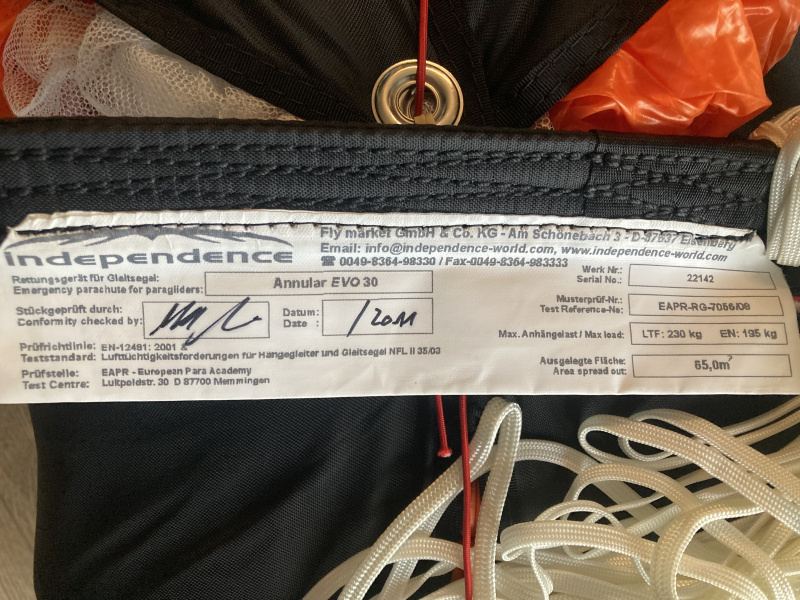 independence
Fly market GmbH & Co. KG - Am Schönebach 3 - D-87637 Eisenberg
Email: info@independence-world.com, www.independence-world.com
☎ 0049-8364-98330 / Fax-0049-8364-983333
Rettungsgerät für Gleitsegel:
Emergency parachute for paragliders:
Annular EVO 30
Werk Nr.:
Serial No.:
22142
Stückgeprüft durch:
Conformity checked by:
Datum:
Date :
/2011
Musterprüf-Nr.:
Test Reference-No:
EAPR-RG-7056/08
Prüfrichtlinie: EN-12491: 2001 &
Teststandard: Lufttüchtigkeitsforderungen für Hängegleiter und Gleitsegel NFL II 35/03
Max. Anhängelast / Max load:
LTF: 230 kg EN: 195 kg
Prüfstelle: EAPR - European Para Academy
Test Centre: Luitpoldstr. 30 D 87700 Memmingen
Ausgelegte Fläche:
Area spread out:
65,0m²